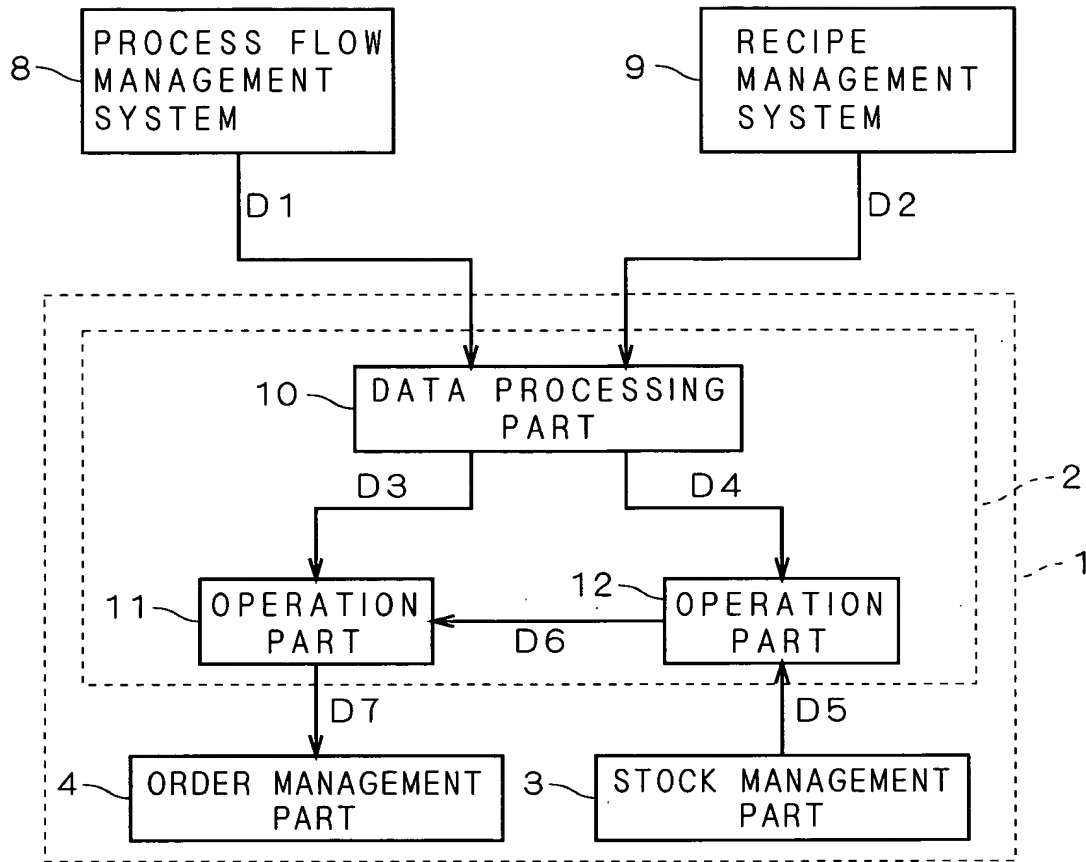 8
PROCESS FLOW
MANAGEMENT
SYSTEM
9
RECIPE
MANAGEMENT
SYSTEM
D1
D2
10
DATA PROCESSING
PART
D3
D4
2
1
11
OPERATION
PART
D6
12
OPERATION
PART
D7
D5
4
ORDER MANAGEMENT
PART
3
STOCK MANAGEMENT
PART